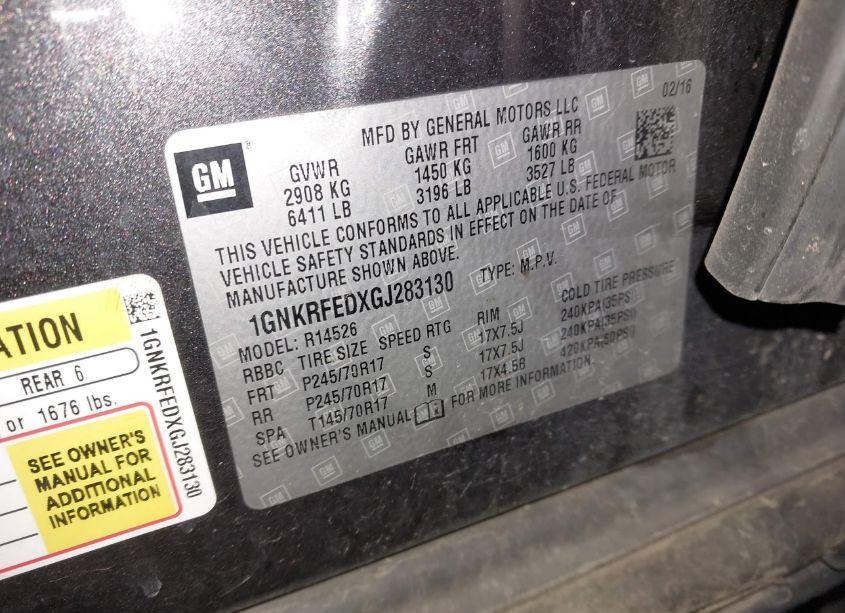 02/16
MFD BY GENERAL MOTORS LLC
GM
GVWR GAWR FRT GAWR RR
2908 KG 1450 KG 1600 KG
6411 LB 3196 LB 3527 LB
THIS VEHICLE CONFORMS TO ALL APPLICABLE U.S. FEDERAL MOTOR
VEHICLE SAFETY STANDARDS IN EFFECT ON THE DATE OF
MANUFACTURE SHOWN ABOVE.
1GNKRFEDXGJ283130 TYPE: M.P.V.
MODEL: R14526
RBBC TIRE SIZE SPEED RTG RIM COLD TIRE PRESSURE
FRT P245/70R17 S 17X7.5J 240KPA(35PSI)
RR P245/70R17 S 17X7.5J 240KPA(35PSI)
SPA T145/70R17 M 17X4.5B 420KPA(60PSI)
SEE OWNER'S MANUAL FOR MORE INFORMATION.
ATION
REAR 6
or 1676 lbs.
SEE OWNER'S
MANUAL FOR
ADDITIONAL
INFORMATION
1GNKRFEDXGJ283130